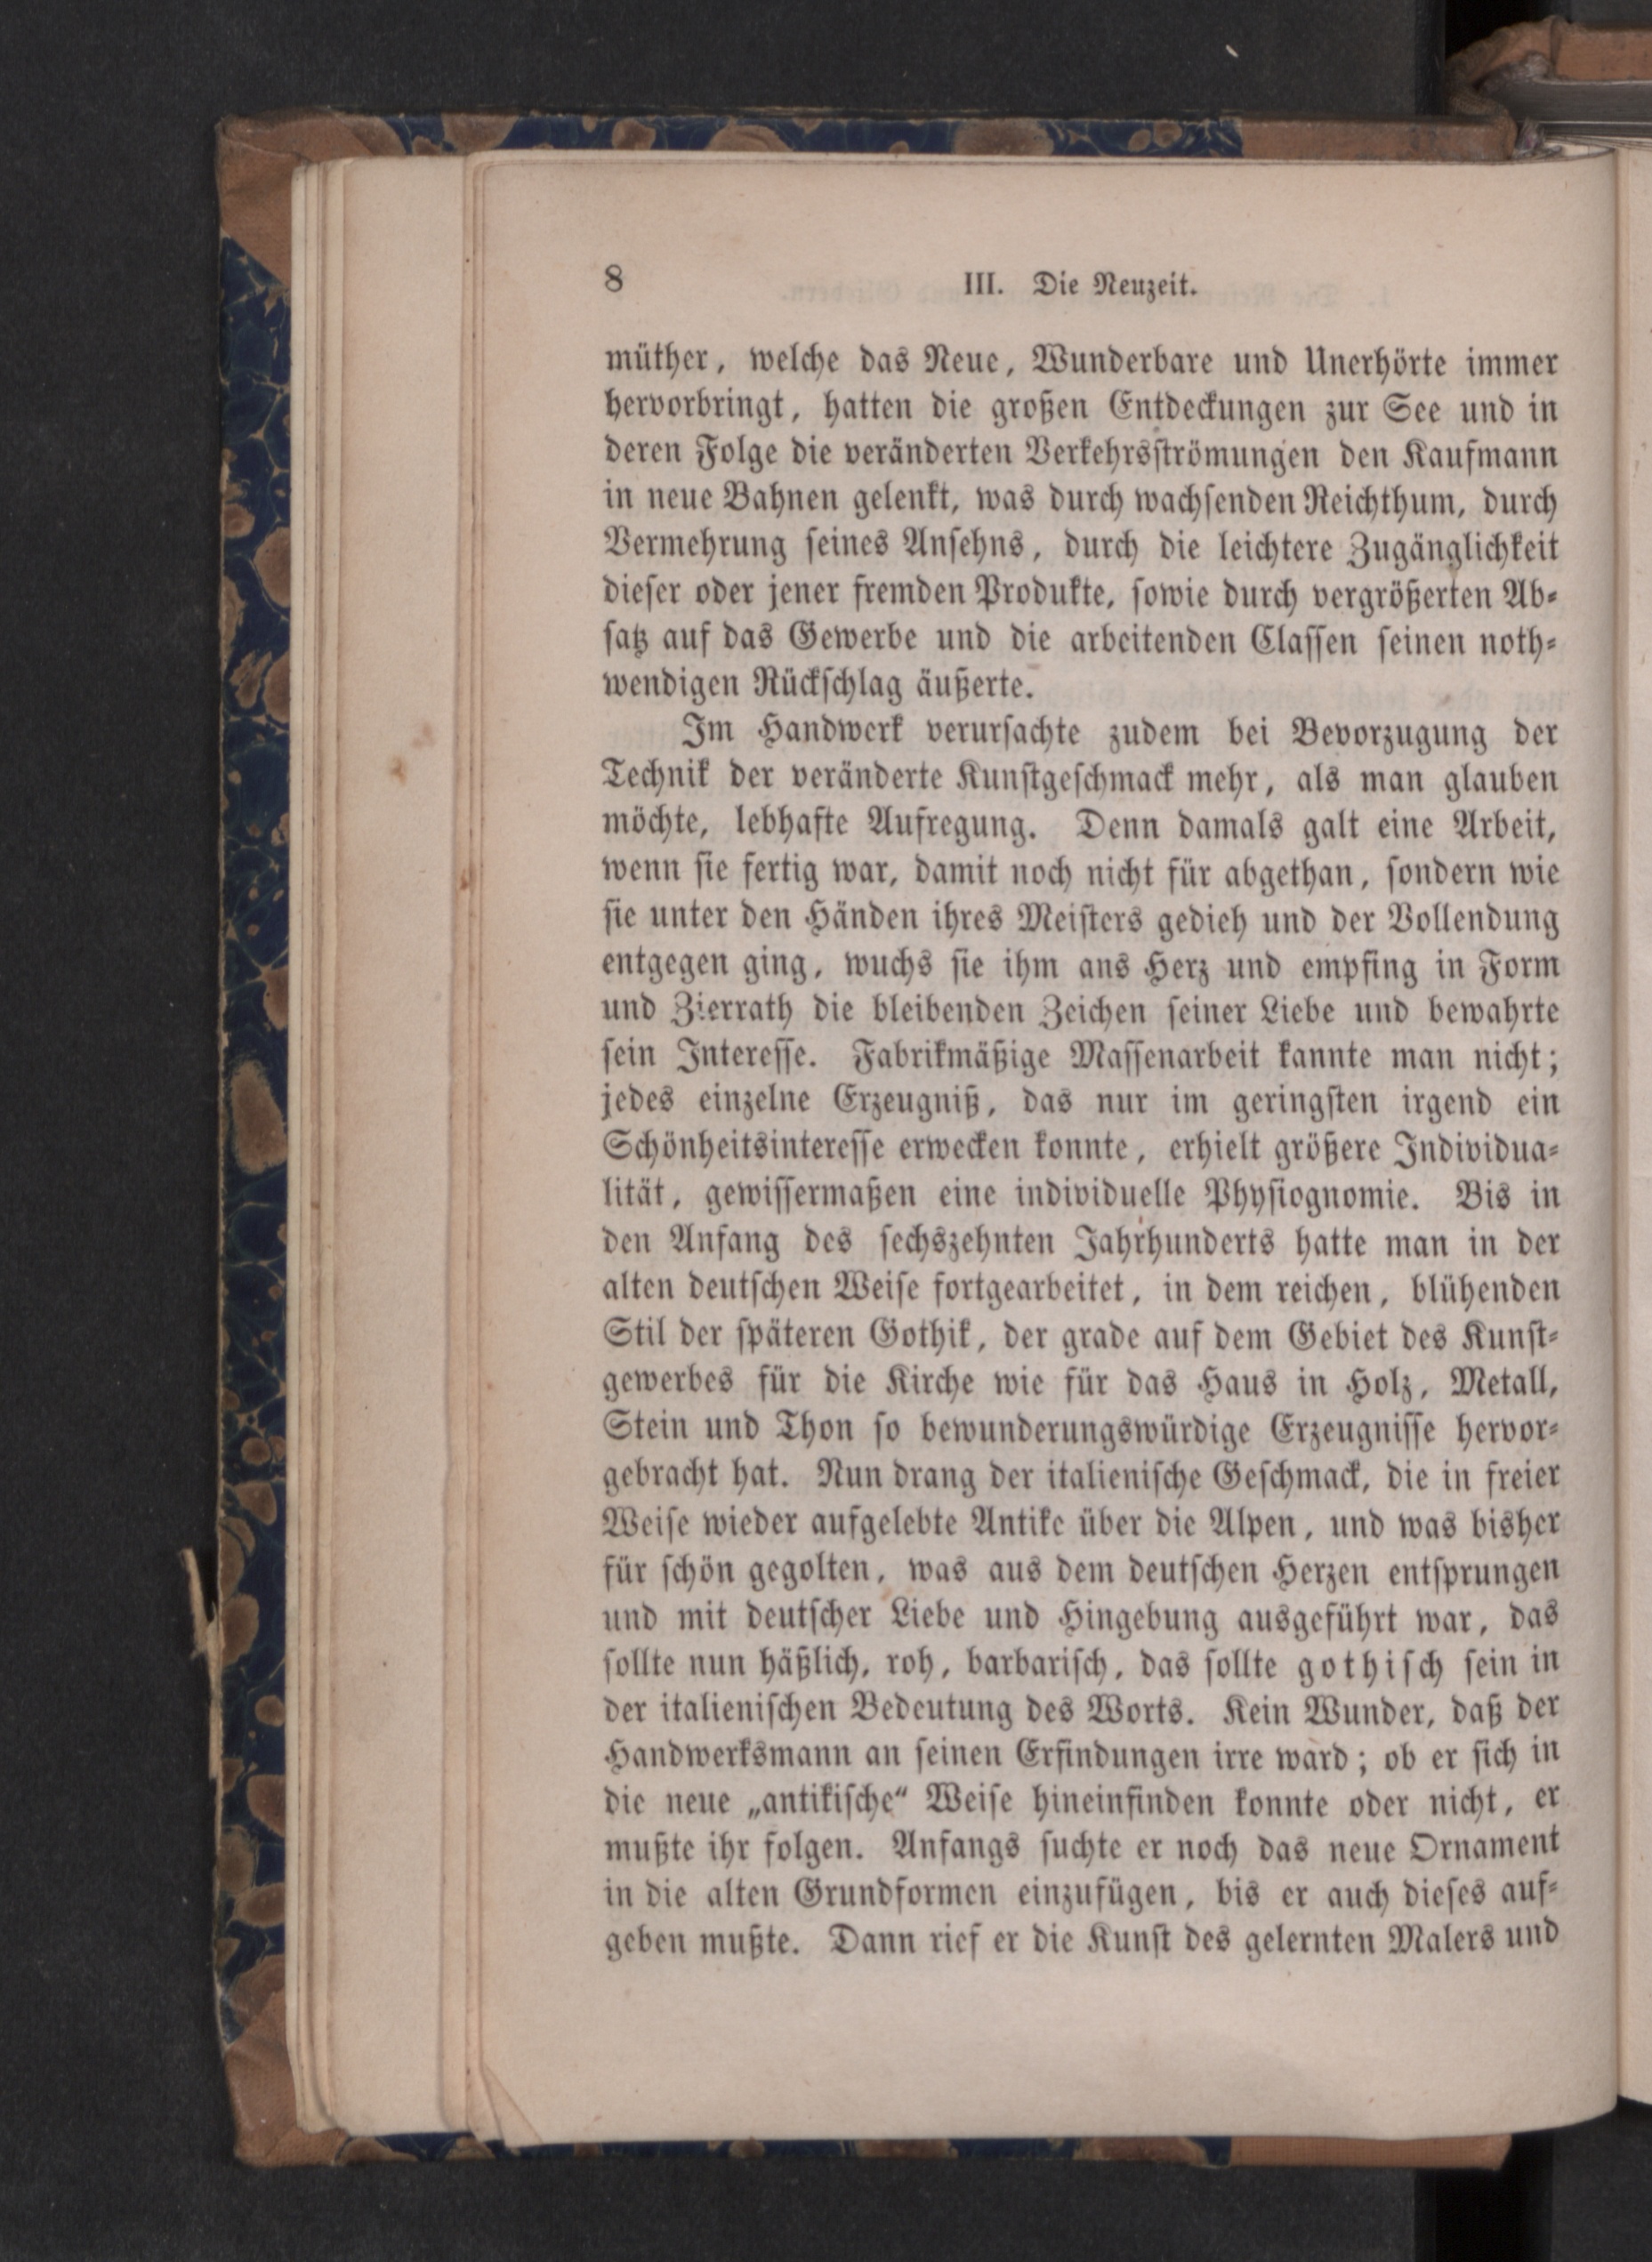 8 III. Die Neuzeit.
müther, welche das Neue, Wunderbare und Unerhörte immer
hervorbringt, hatten die großen Entdeckungen zur See und in
deren Folge die veränderten Verkehrsströmungen den Kaufmann
in neue Bahnen gelenkt, was durch wachsenden Reichthum, durch
Vermehrung seines Ansehns, durch die leichtere Zugänglichkeit
dieser oder jener fremden Produkte, sowie durch vergrößerten Ab-
satz auf das Gewerbe und die arbeitenden Classen seinen noth-
wendigen Rückschlag äußerte.
Im Handwerk verursachte zudem bei Bevorzugung der
Technik der veränderte Kunstgeschmack mehr, als man glauben
möchte, lebhafte Aufregung. Denn damals galt eine Arbeit,
wenn sie fertig war, damit noch nicht für abgethan, sondern wie
sie unter den Händen ihres Meisters gedieh und der Vollendung
entgegen ging, wuchs sie ihm ans Herz und empfing in Form
und Zierrath die bleibenden Zeichen seiner Liebe und bewahrte
sein Interesse. Fabrikmäßige Massenarbeit kannte man nicht;
jedes einzelne Erzeugniß, das nur im geringsten irgend ein
Schönheitsinteresse erwecken konnte, erhielt größere Individua-
lität, gewissermaßen eine individuelle Physiognomie. Bis in
den Anfang des sechszehnten Jahrhunderts hatte man in der
alten deutschen Weise fortgearbeitet, in dem reichen, blühenden
Stil der späteren Gothik, der grade auf dem Gebiet des Kunst-
gewerbes für die Kirche wie für das Haus in Holz, Metall,
Stein und Thon so bewunderungswürdige Erzeugnisse hervor-
gebracht hat. Nun drang der italienische Geschmack, die in freier
Weise wieder aufgelebte Antike über die Alpen, und was bisher
für schön gegolten, was aus dem deutschen Herzen entsprungen
und mit deutscher Liebe und Hingebung ausgeführt war, das
sollte nun häßlich, roh, barbarisch, das sollte gothisch sein in
der italienischen Bedeutung des Worts. Kein Wunder, daß der
Handwerksmann an seinen Erfindungen irre ward; ob er sich in
die neue „antikische“ Weise hineinfinden konnte oder nicht, er
mußte ihr folgen. Anfangs suchte er noch das neue Ornament
in die alten Grundformen einzufügen, bis er auch dieses auf-
geben mußte. Dann rief er die Kunst des gelernten Malers und